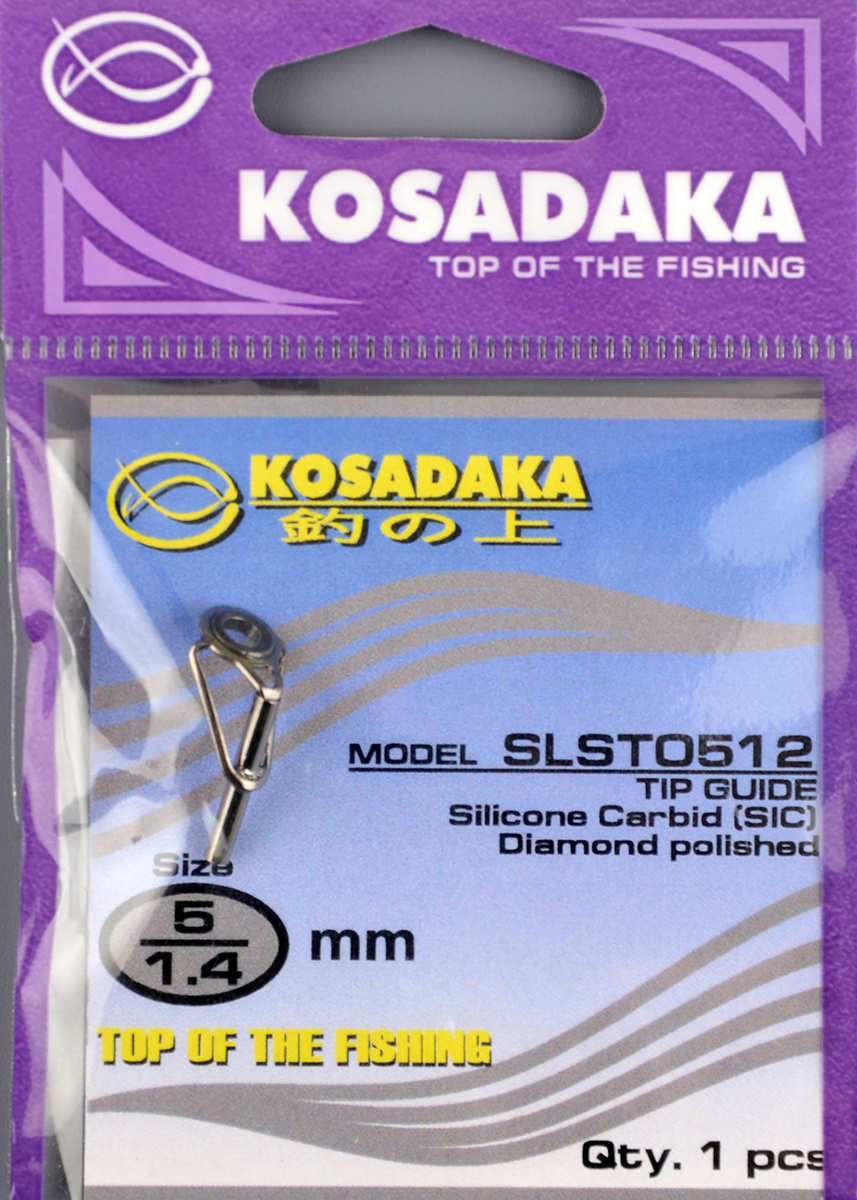 KOSADAKA
TOP OF THE FISHING
KOSADAKA
釣の上
MODEL SLST0512
TIP GUIDE
Silicone Carbid (SIC)
Diamond polished
Size
5
1.4
mm
TOP OF THE FISHING
Qty. 1 pcs